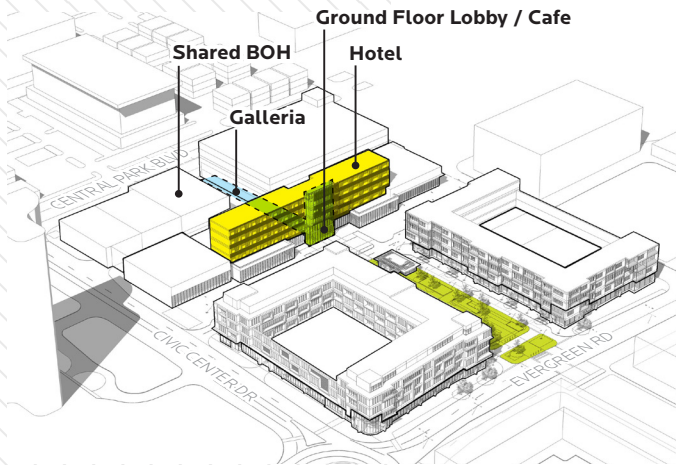 Ground Floor Lobby / Cafe
Shared BOH
Hotel
Galleria
CENTRAL PARK BLVD
CIVIC CENTER DR
EVERGREEN RD